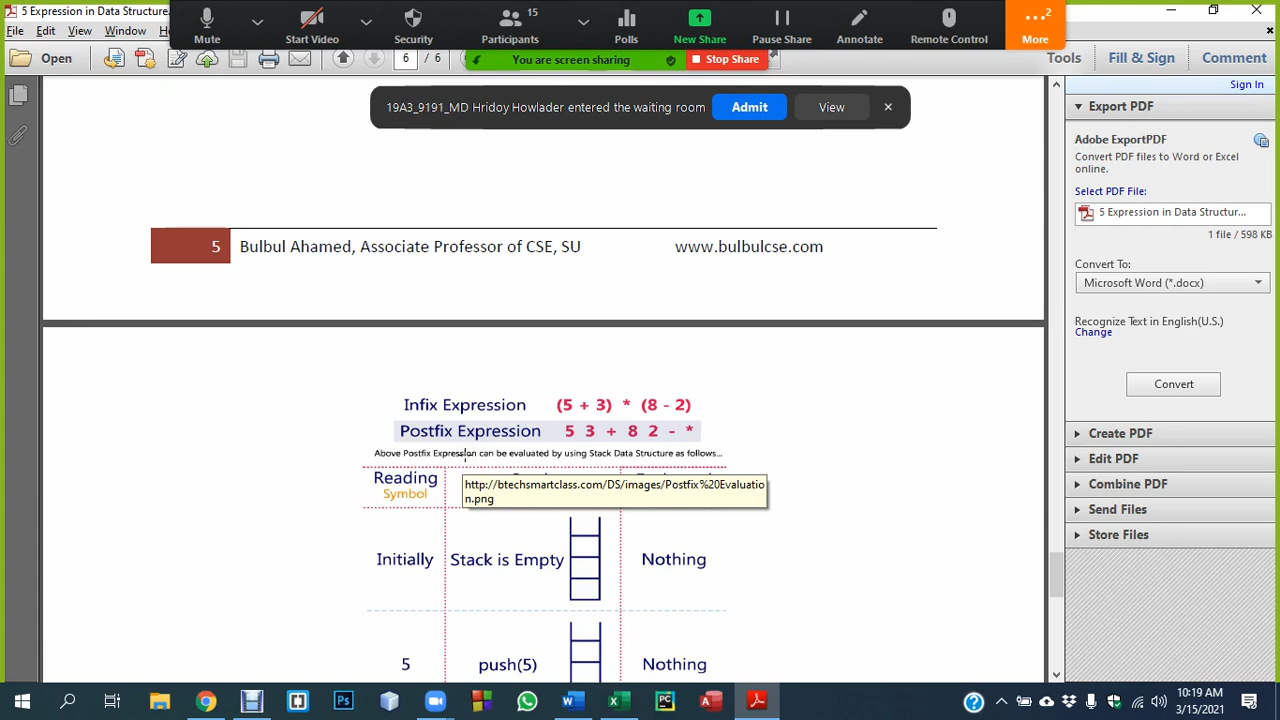 5 Expression in Data Structure
File Edit View Window
Mute
Start Video
Security
15
Participants
Polls
New Share
Pause Share
Annotate
Remote Control
2
More
Open
6 / 6
You are screen sharing
Stop Share
Tools
Fill & Sign
Comment
Sign In
19A3_9191_MD Hridoy Howlader entered the waiting room
Admit
View
Export PDF
Adobe ExportPDF
Convert PDF files to Word or Excel
online.
Select PDF File:
5 Expression in Data Structur...
1 file / 598 KB
Convert To:
Microsoft Word (*.docx)
Recognize Text in English(U.S.)
Change
Convert
Create PDF
Edit PDF
Combine PDF
Send Files
Store Files
5 Bulbul Ahamed, Associate Professor of CSE, SU www.bulbulcse.com
Infix Expression (5 + 3) * (8 - 2)
Postfix Expression 5 3 + 8 2 - *
Above Postfix Expression can be evaluated by using Stack Data Structure as follows...
Reading
Symbol
http://btechsmartclass.com/DS/images/Postfix%20Evaluatio
n.png
Initially Stack is Empty Nothing
5 push(5) Nothing
10:19 AM
3/15/2021